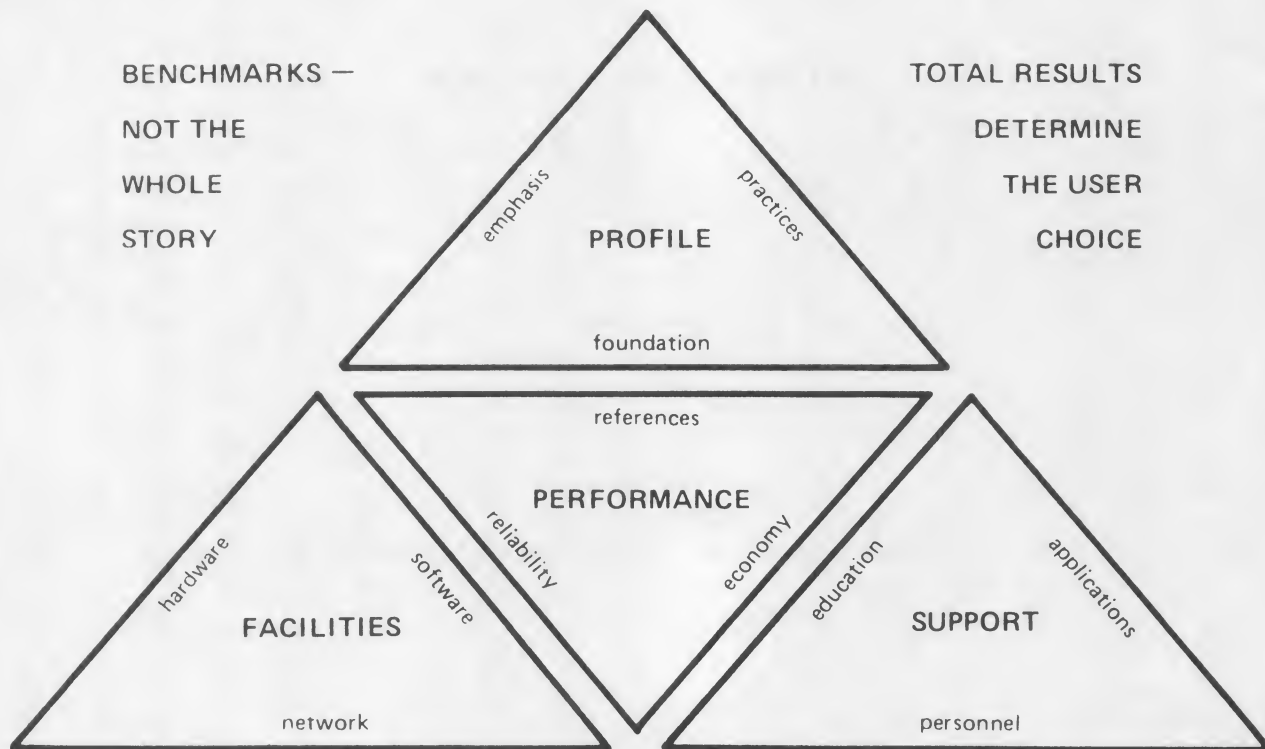 BENCHMARKS —
NOT THE
WHOLE
STORY
TOTAL RESULTS
DETERMINE
THE USER
CHOICE
emphasis
practices
PROFILE
foundation
references
PERFORMANCE
reliability
economy
hardware
software
FACILITIES
network
education
applications
SUPPORT
personnel